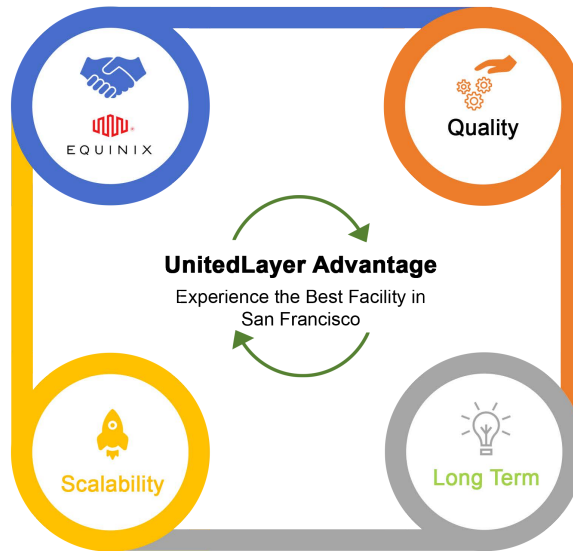 EQUINIX
Quality
UnitedLayer Advantage
Experience the Best Facility in
San Francisco
Scalability
Long Term